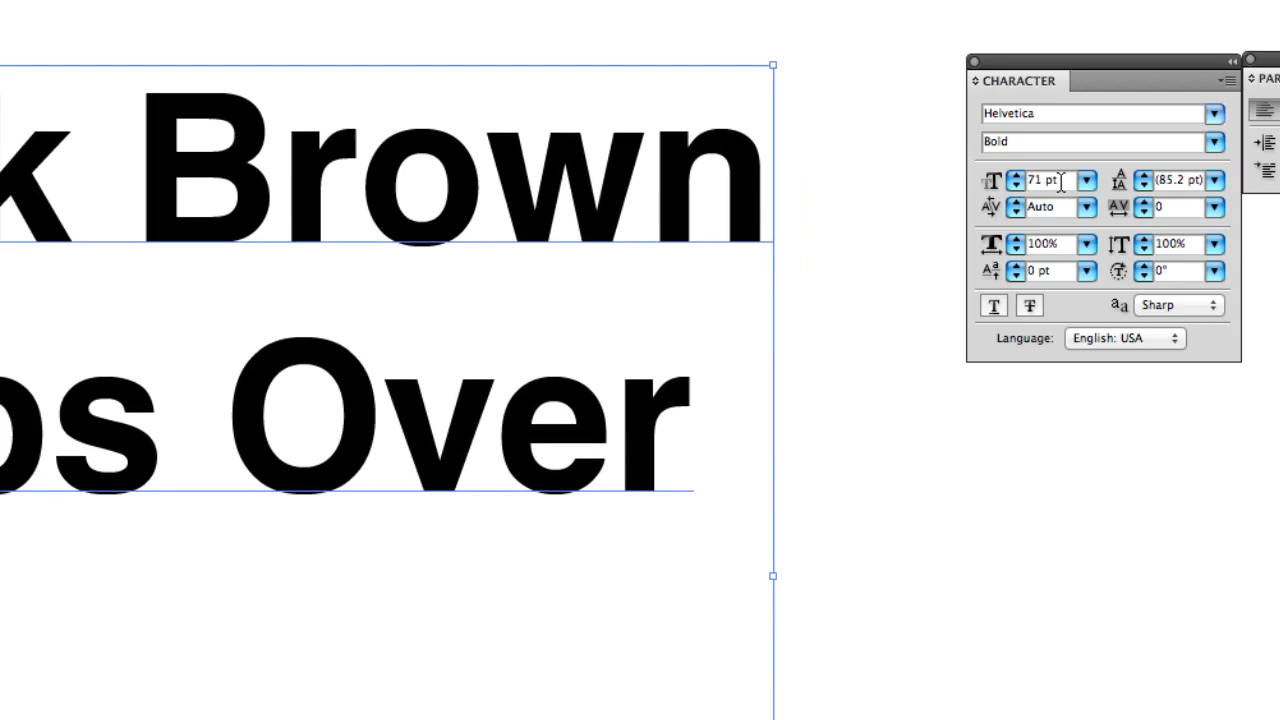 k Brown
ps Over
CHARACTER
Helvetica
Bold
71 pt (85.2 pt)
Auto 0
100% 100%
0 pt 0°
Sharp
Language: English: USA
PAR